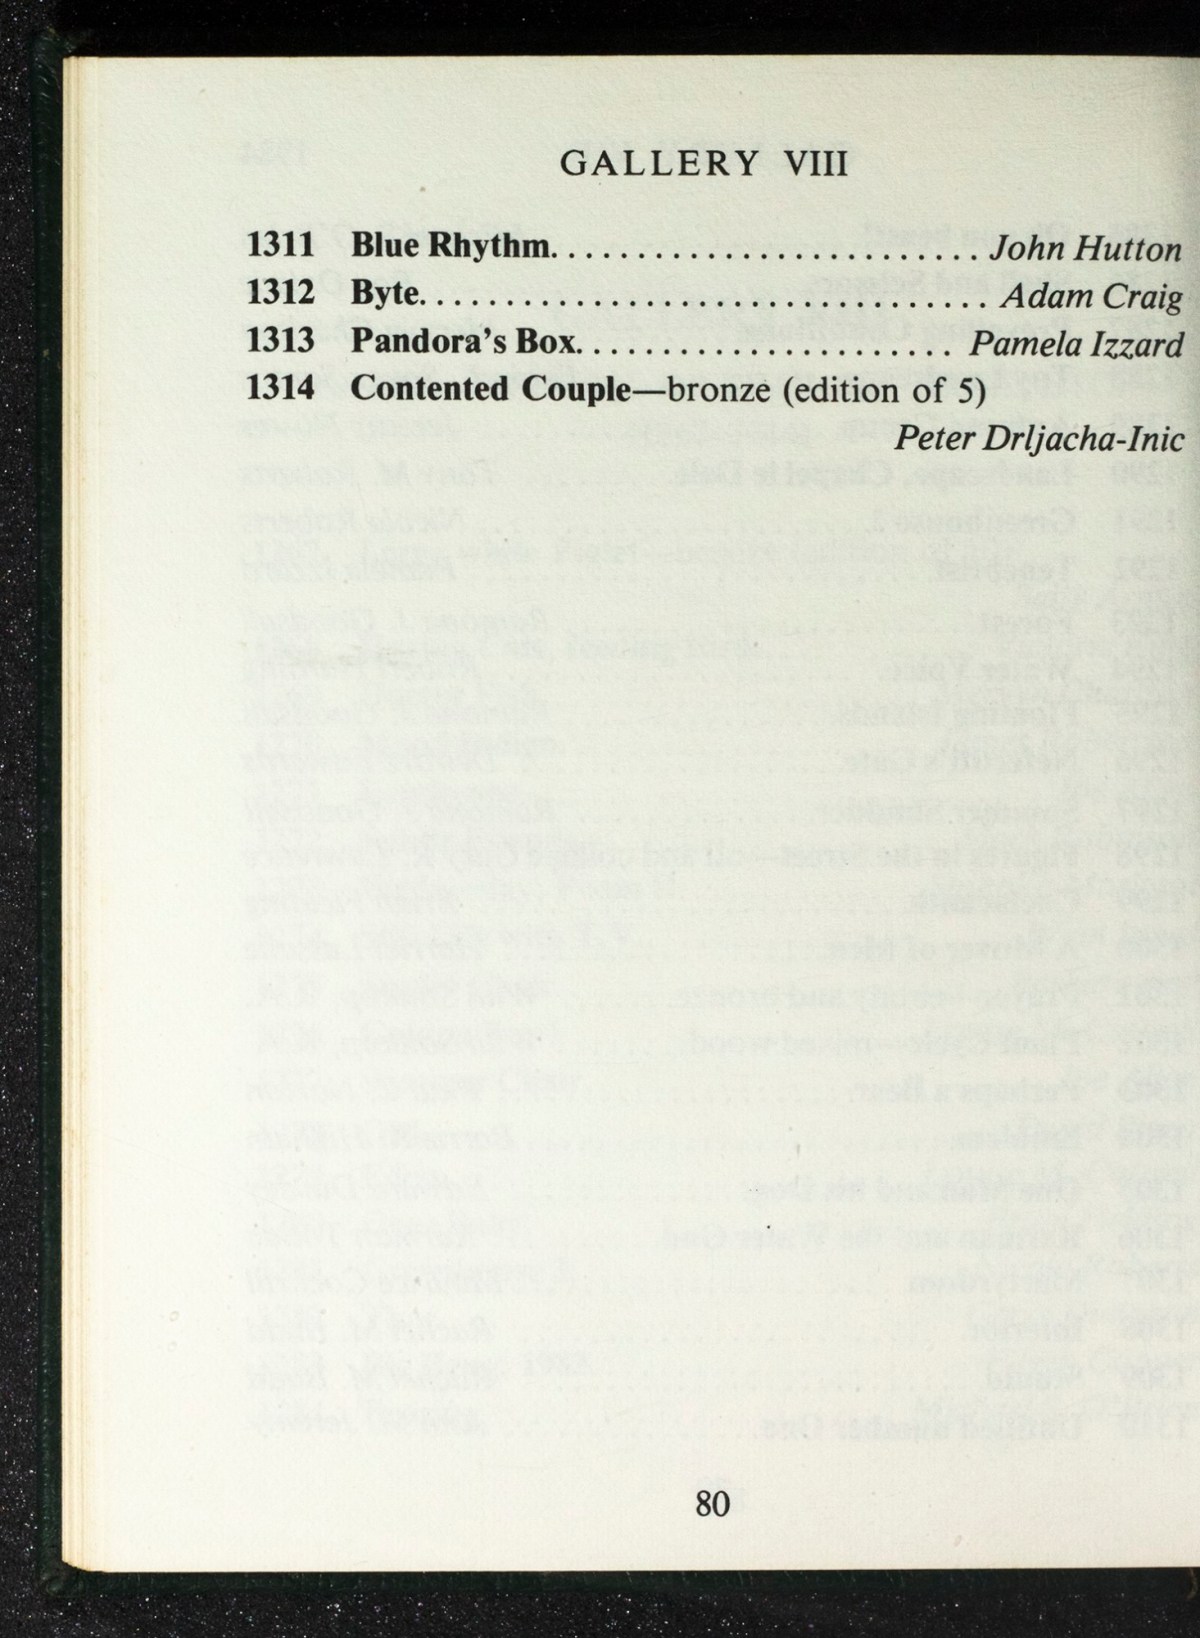 GALLERY VIII
1311 Blue Rhythm. . . . . . . . . . . . . . . . . . . . . . . . . . John Hutton
1312 Byte. . . . . . . . . . . . . . . . . . . . . . . . . . . . . . . . . . Adam Craig
1313 Pandora's Box. . . . . . . . . . . . . . . . . . . . . . . Pamela Izzard
1314 Contented Couple—bronze (edition of 5)
Peter Drljacha-Inic
80